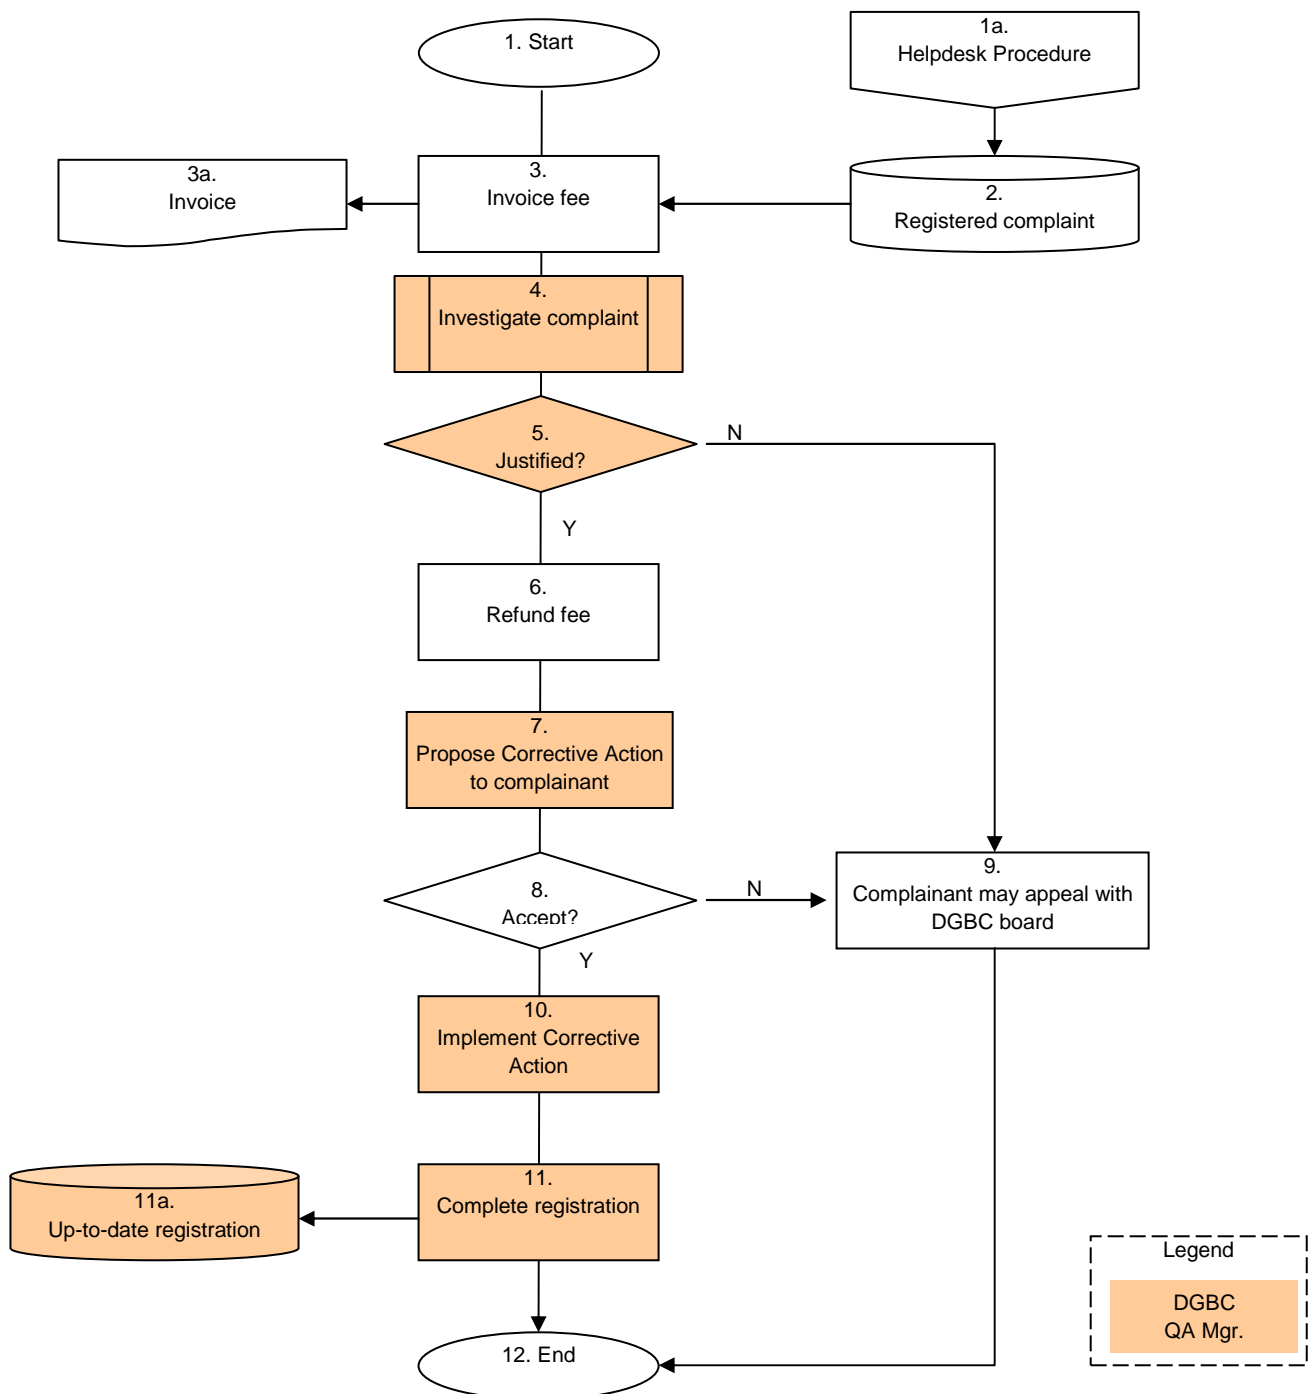 1. Start
1a.
Helpdesk Procedure
3a.
Invoice
3.
Invoice fee
2.
Registered complaint
4.
Investigate complaint
5.
Justified?
N
Y
6.
Refund fee
7.
Propose Corrective Action
to complainant
8.
Accept?
N
Y
9.
Complainant may appeal with
DGBC board
10.
Implement Corrective
Action
11.
Complete registration
11a.
Up-to-date registration
12. End
Legend
DGBC
QA Mgr.